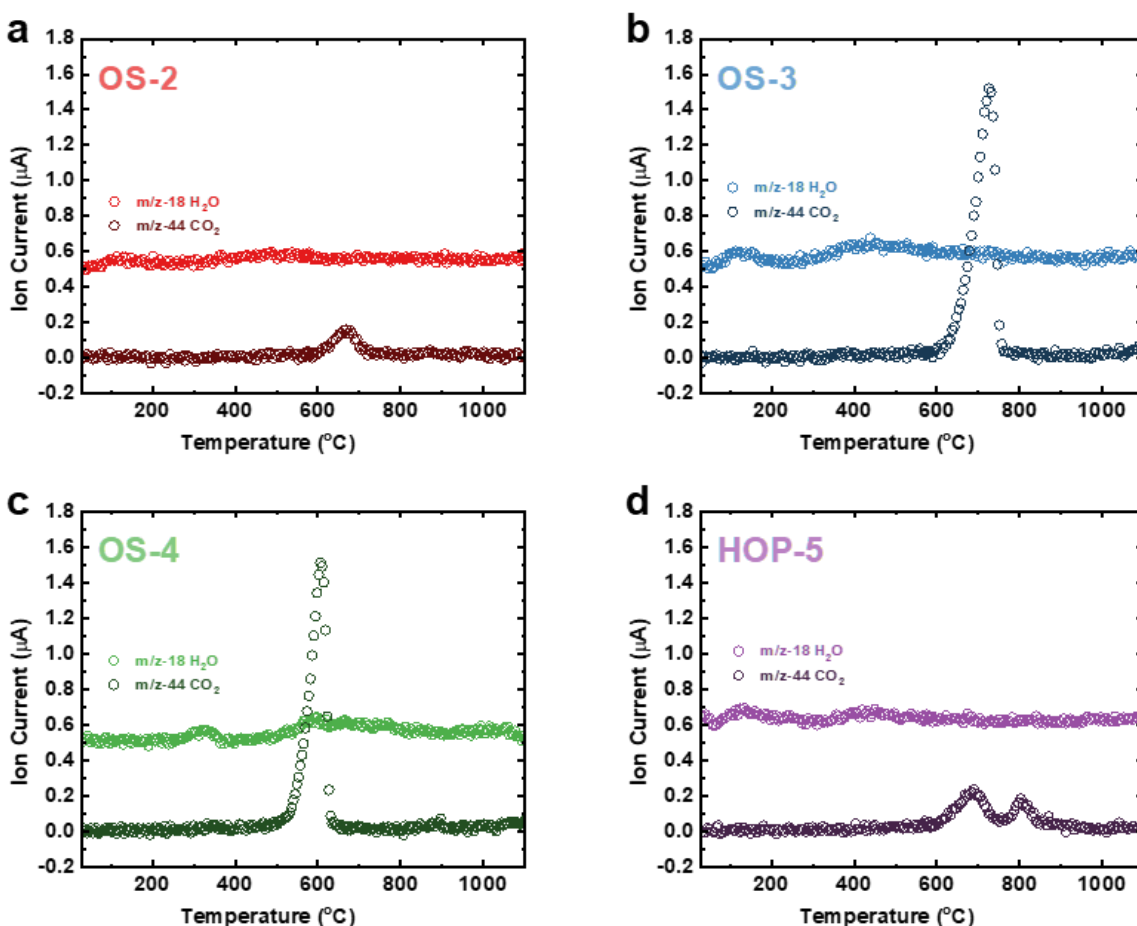 a
OS-2
Ion Current (μA)
1.8
1.6
1.4
1.2
1.0
0.8
0.6
0.4
0.2
0.0
-0.2
m/z-18 H₂O
m/z-44 CO₂
200 400 600 800 1000
Temperature (°C)
b
OS-3
Ion Current (μA)
1.8
1.6
1.4
1.2
1.0
0.8
0.6
0.4
0.2
0.0
-0.2
m/z-18 H₂O
m/z-44 CO₂
200 400 600 800 1000
Temperature (°C)
c
OS-4
Ion Current (μA)
1.8
1.6
1.4
1.2
1.0
0.8
0.6
0.4
0.2
0.0
-0.2
m/z-18 H₂O
m/z-44 CO₂
200 400 600 800 1000
Temperature (°C)
d
HOP-5
Ion Current (μA)
1.8
1.6
1.4
1.2
1.0
0.8
0.6
0.4
0.2
0.0
-0.2
m/z-18 H₂O
m/z-44 CO₂
200 400 600 800 1000
Temperature (°C)